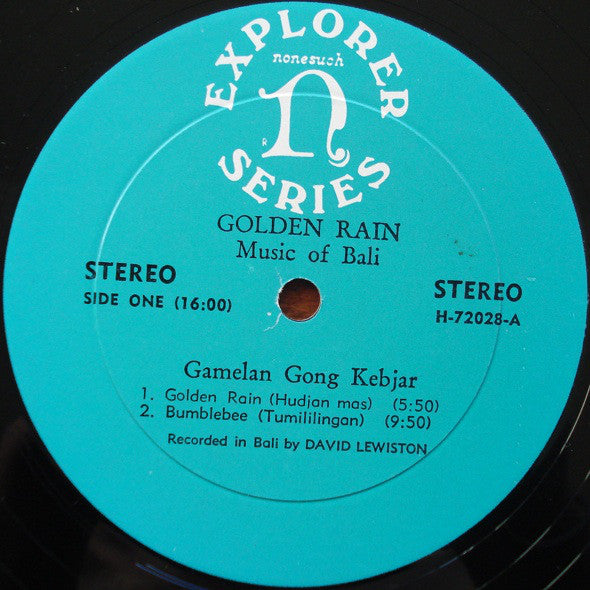 EXPLORER
nonesuch
n
R
SERIES
GOLDEN RAIN
Music of Bali
STEREO
SIDE ONE (16:00)
STEREO
H-72028-A
Gamelan Gong Kebjar
1. Golden Rain (Hudjan mas) (5:50)
2. Bumblebee (Tumililingan) (9:50)
Recorded in Bali by DAVID LEWISTON